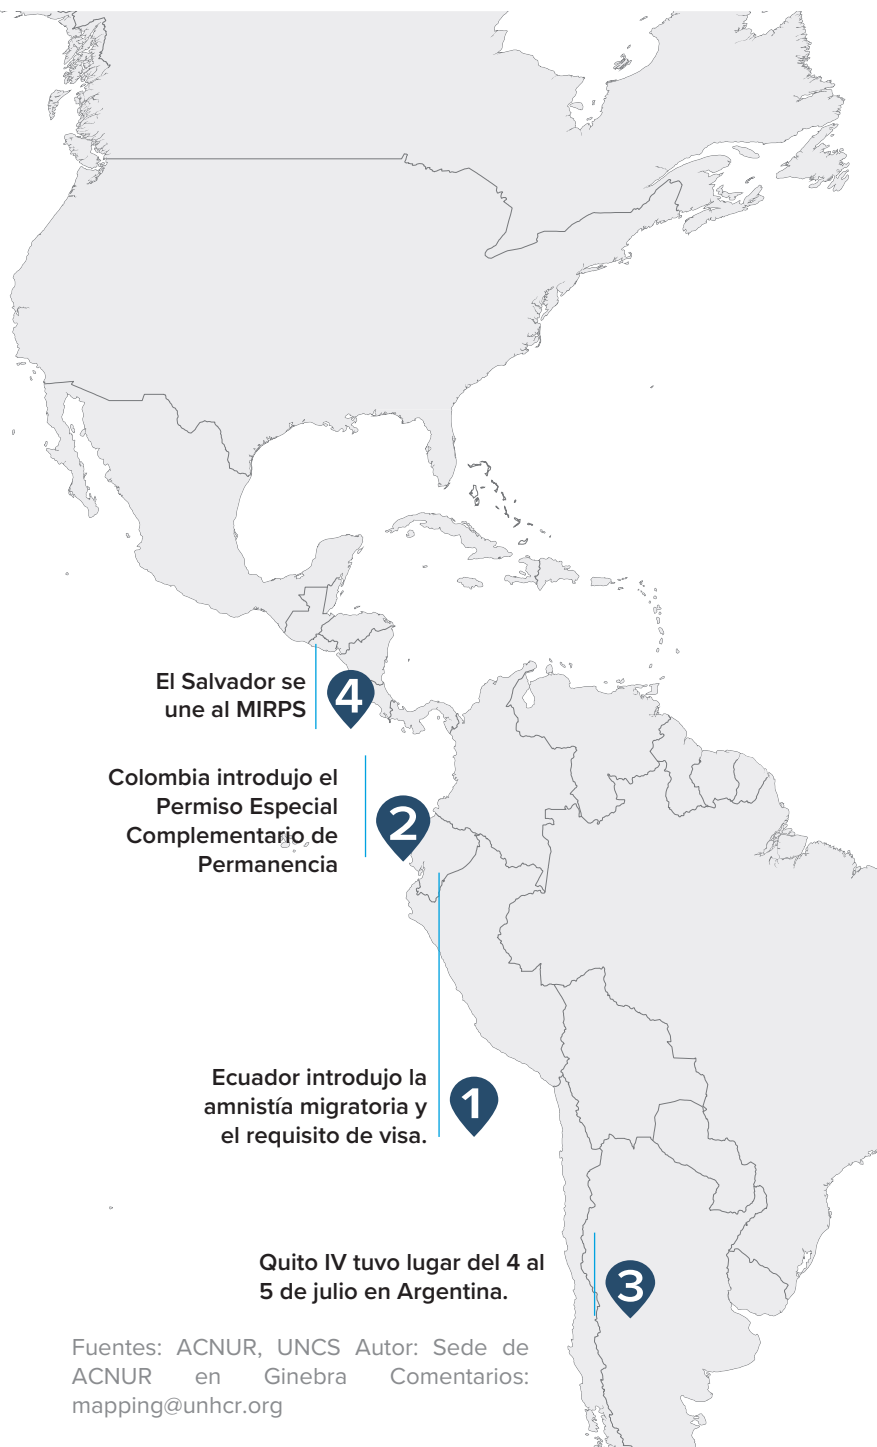 El Salvador se
une al MIRPS
4
Colombia introdujo el
Permiso Especial
Complementario de
Permanencia
2
Ecuador introdujo la
amnistía migratoria y
el requisito de visa.
1
Quito IV tuvo lugar del 4 al
5 de julio en Argentina.
3
Fuentes: ACNUR, UNCS Autor: Sede de
ACNUR en Ginebra Comentarios:
mapping@unhcr.org